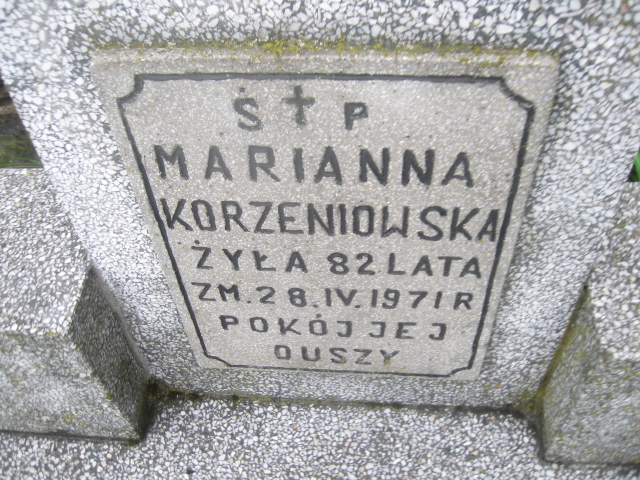 Ś † P
MARIANNA
KORZENIOWSKA
ŻYŁA 82 LATA
ZM. 28.IV.1971 R
POKÓJ JEJ
DUSZY